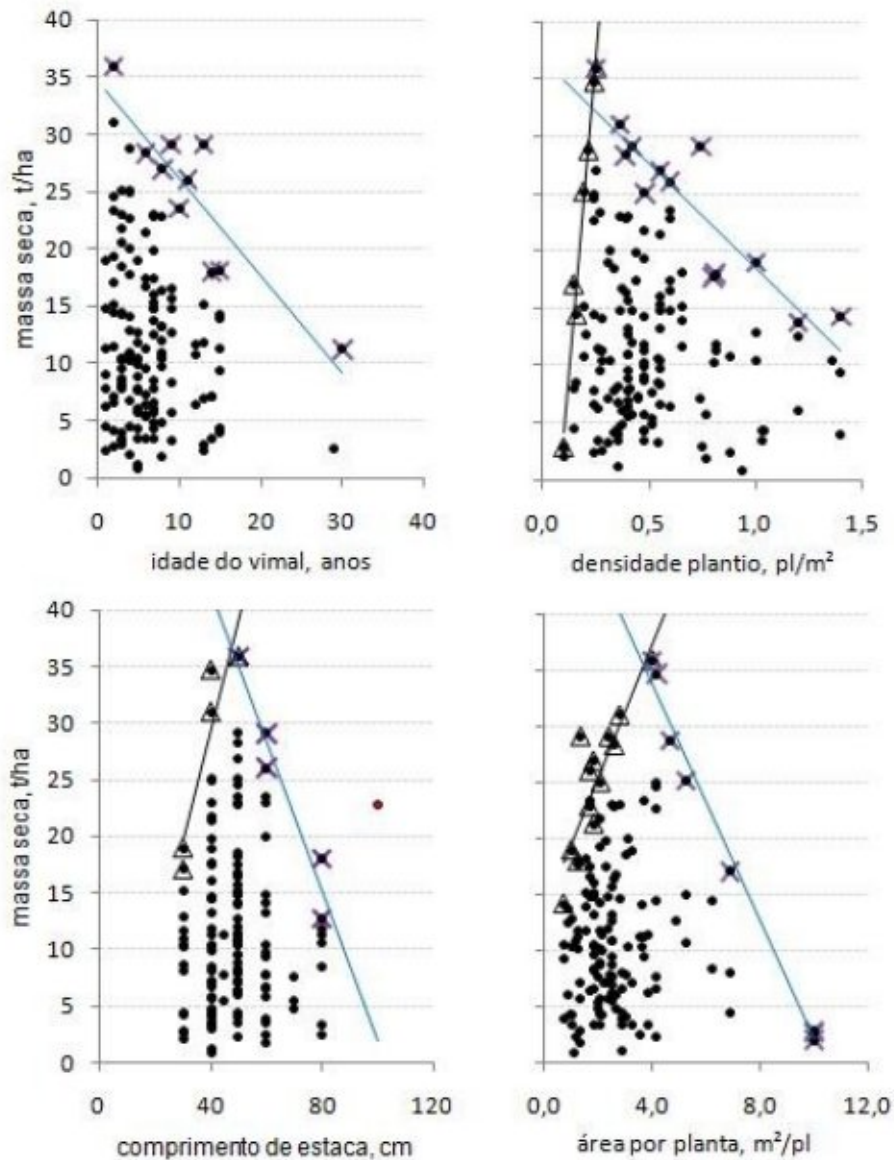 massa seca, t/ha
40
35
30
25
20
15
10
5
0
0 10 20 30 40
idade do vimal, anos
0,0 0,5 1,0 1,5
densidade plantio, pl/m²
massa seca, t/ha
40
35
30
25
20
15
10
5
0
0 40 80 120
comprimento de estaca, cm
0,0 4,0 8,0 12,0
área por planta, m²/pl